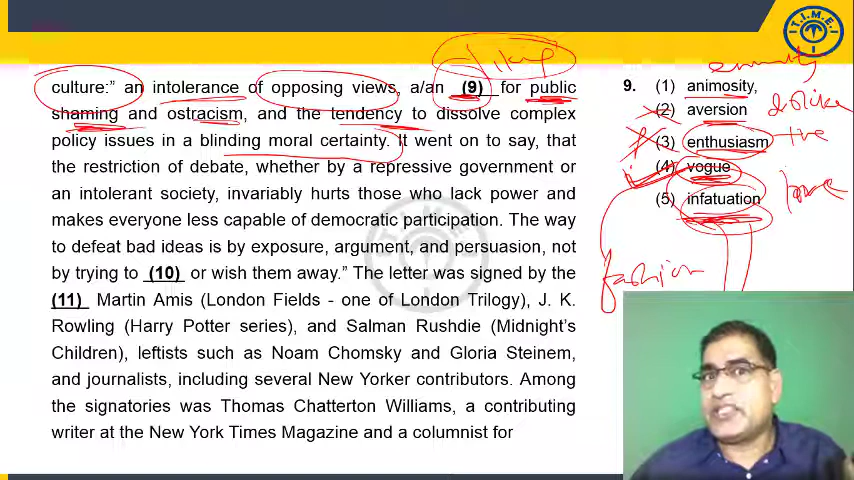 T.I.M.E.
culture:” an intolerance of opposing views, a/an (9) for public
shaming and ostracism, and the tendency to dissolve complex
policy issues in a blinding moral certainty. It went on to say, that
the restriction of debate, whether by a repressive government or
an intolerant society, invariably hurts those who lack power and
makes everyone less capable of democratic participation. The way
to defeat bad ideas is by exposure, argument, and persuasion, not
by trying to (10) or wish them away.” The letter was signed by the
(11) Martin Amis (London Fields - one of London Trilogy), J. K.
Rowling (Harry Potter series), and Salman Rushdie (Midnight’s
Children), leftists such as Noam Chomsky and Gloria Steinem,
and journalists, including several New Yorker contributors. Among
the signatories was Thomas Chatterton Williams, a contributing
writer at the New York Times Magazine and a columnist for
enmity
9. (1) animosity,
(2) aversion dislike
(3) enthusiasm +ve
(4) vogue
(5) infatuation love
fashion